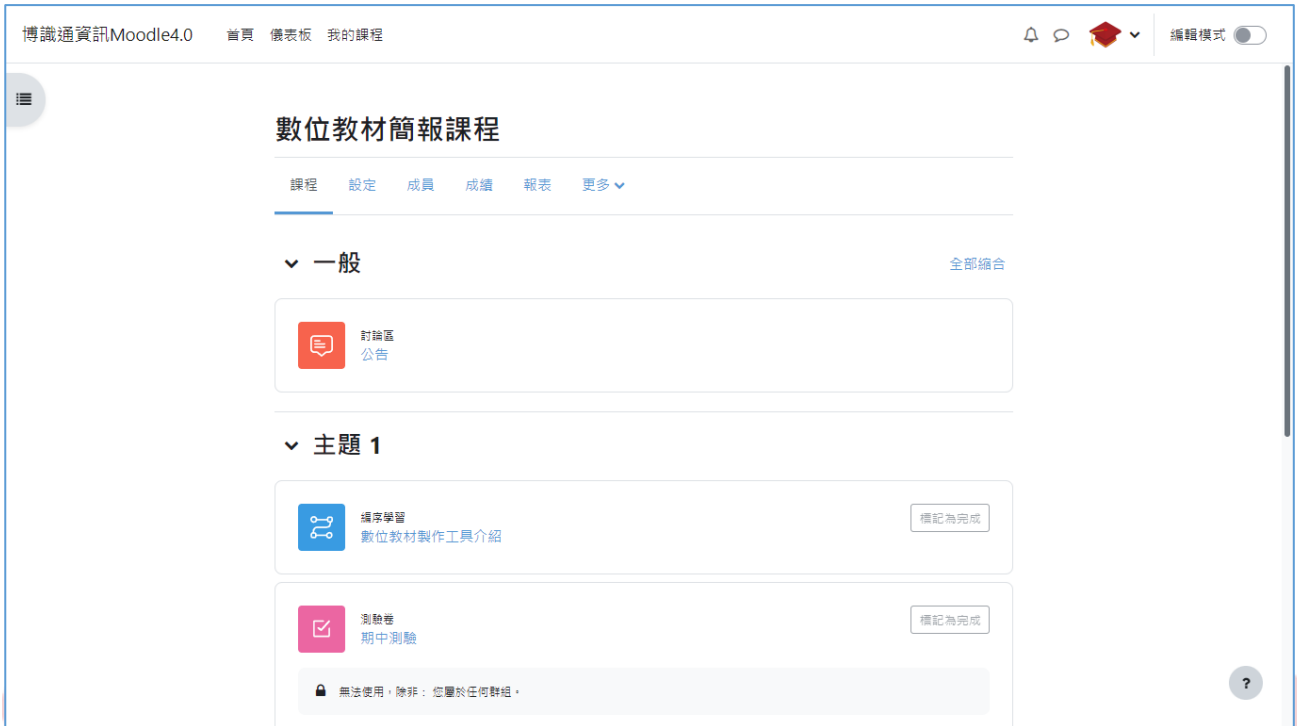 博識通資訊Moodle4.0 首頁 儀表板 我的課程 編輯模式
數位教材簡報課程
課程 設定 成員 成績 報表 更多
一般 全部縮合
討論區
公告
主題 1
編序學習 標記為完成
數位教材製作工具介紹
測驗卷 標記為完成
期中測驗
無法使用，除非： 您屬於任何群組。
?